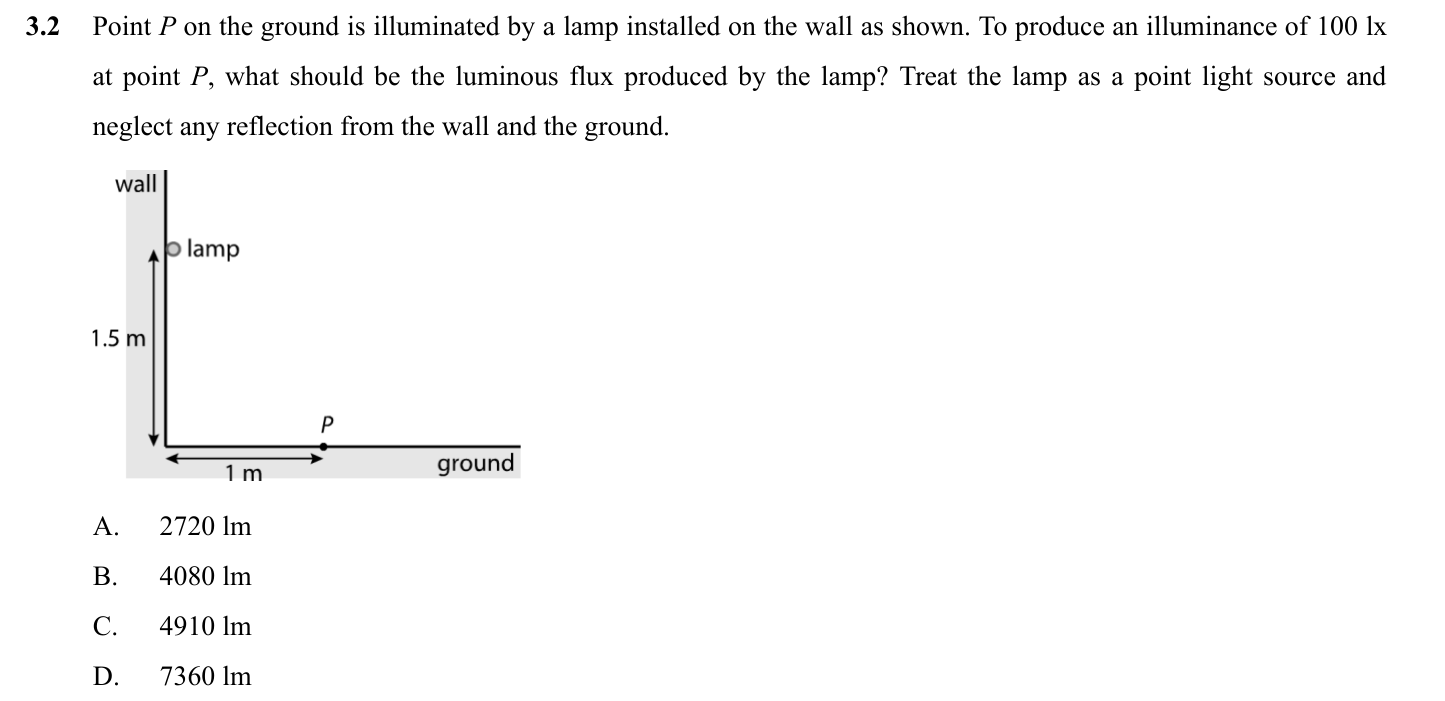 3.2 Point P on the ground is illuminated by a lamp installed on the wall as shown. To produce an illuminance of 100 lx
at point P, what should be the luminous flux produced by the lamp? Treat the lamp as a point light source and
neglect any reflection from the wall and the ground.
wall
lamp
1.5 m
P
1 m
ground
A. 2720 lm
B. 4080 lm
C. 4910 lm
D. 7360 lm